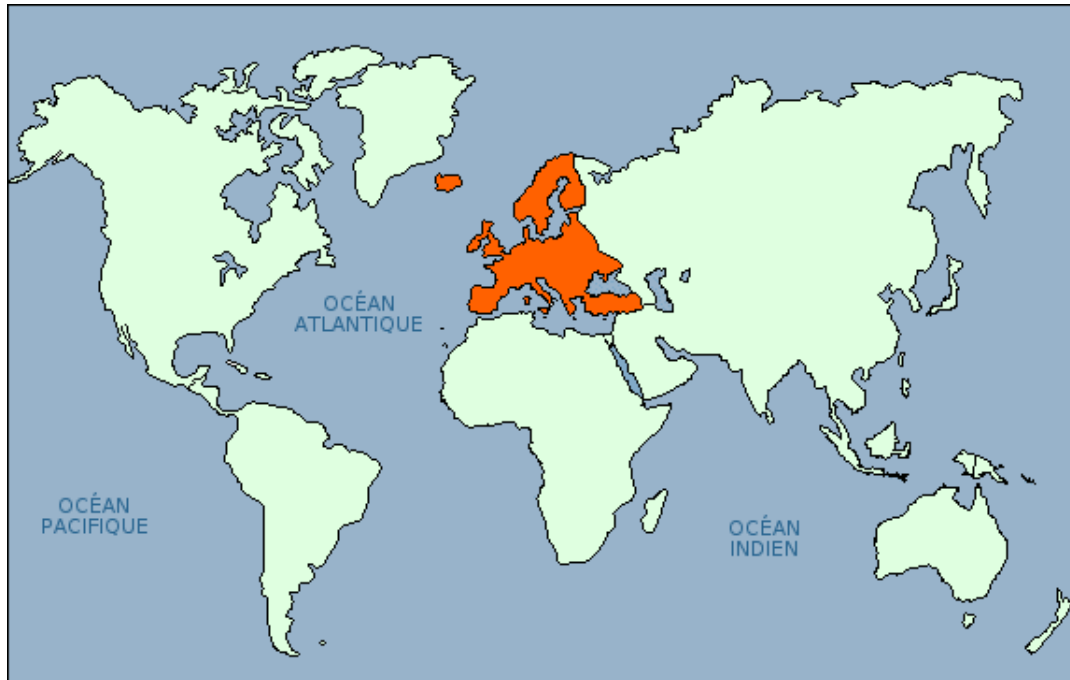 OCÉAN
ATLANTIQUE
OCÉAN
PACIFIQUE
OCÉAN
INDIEN